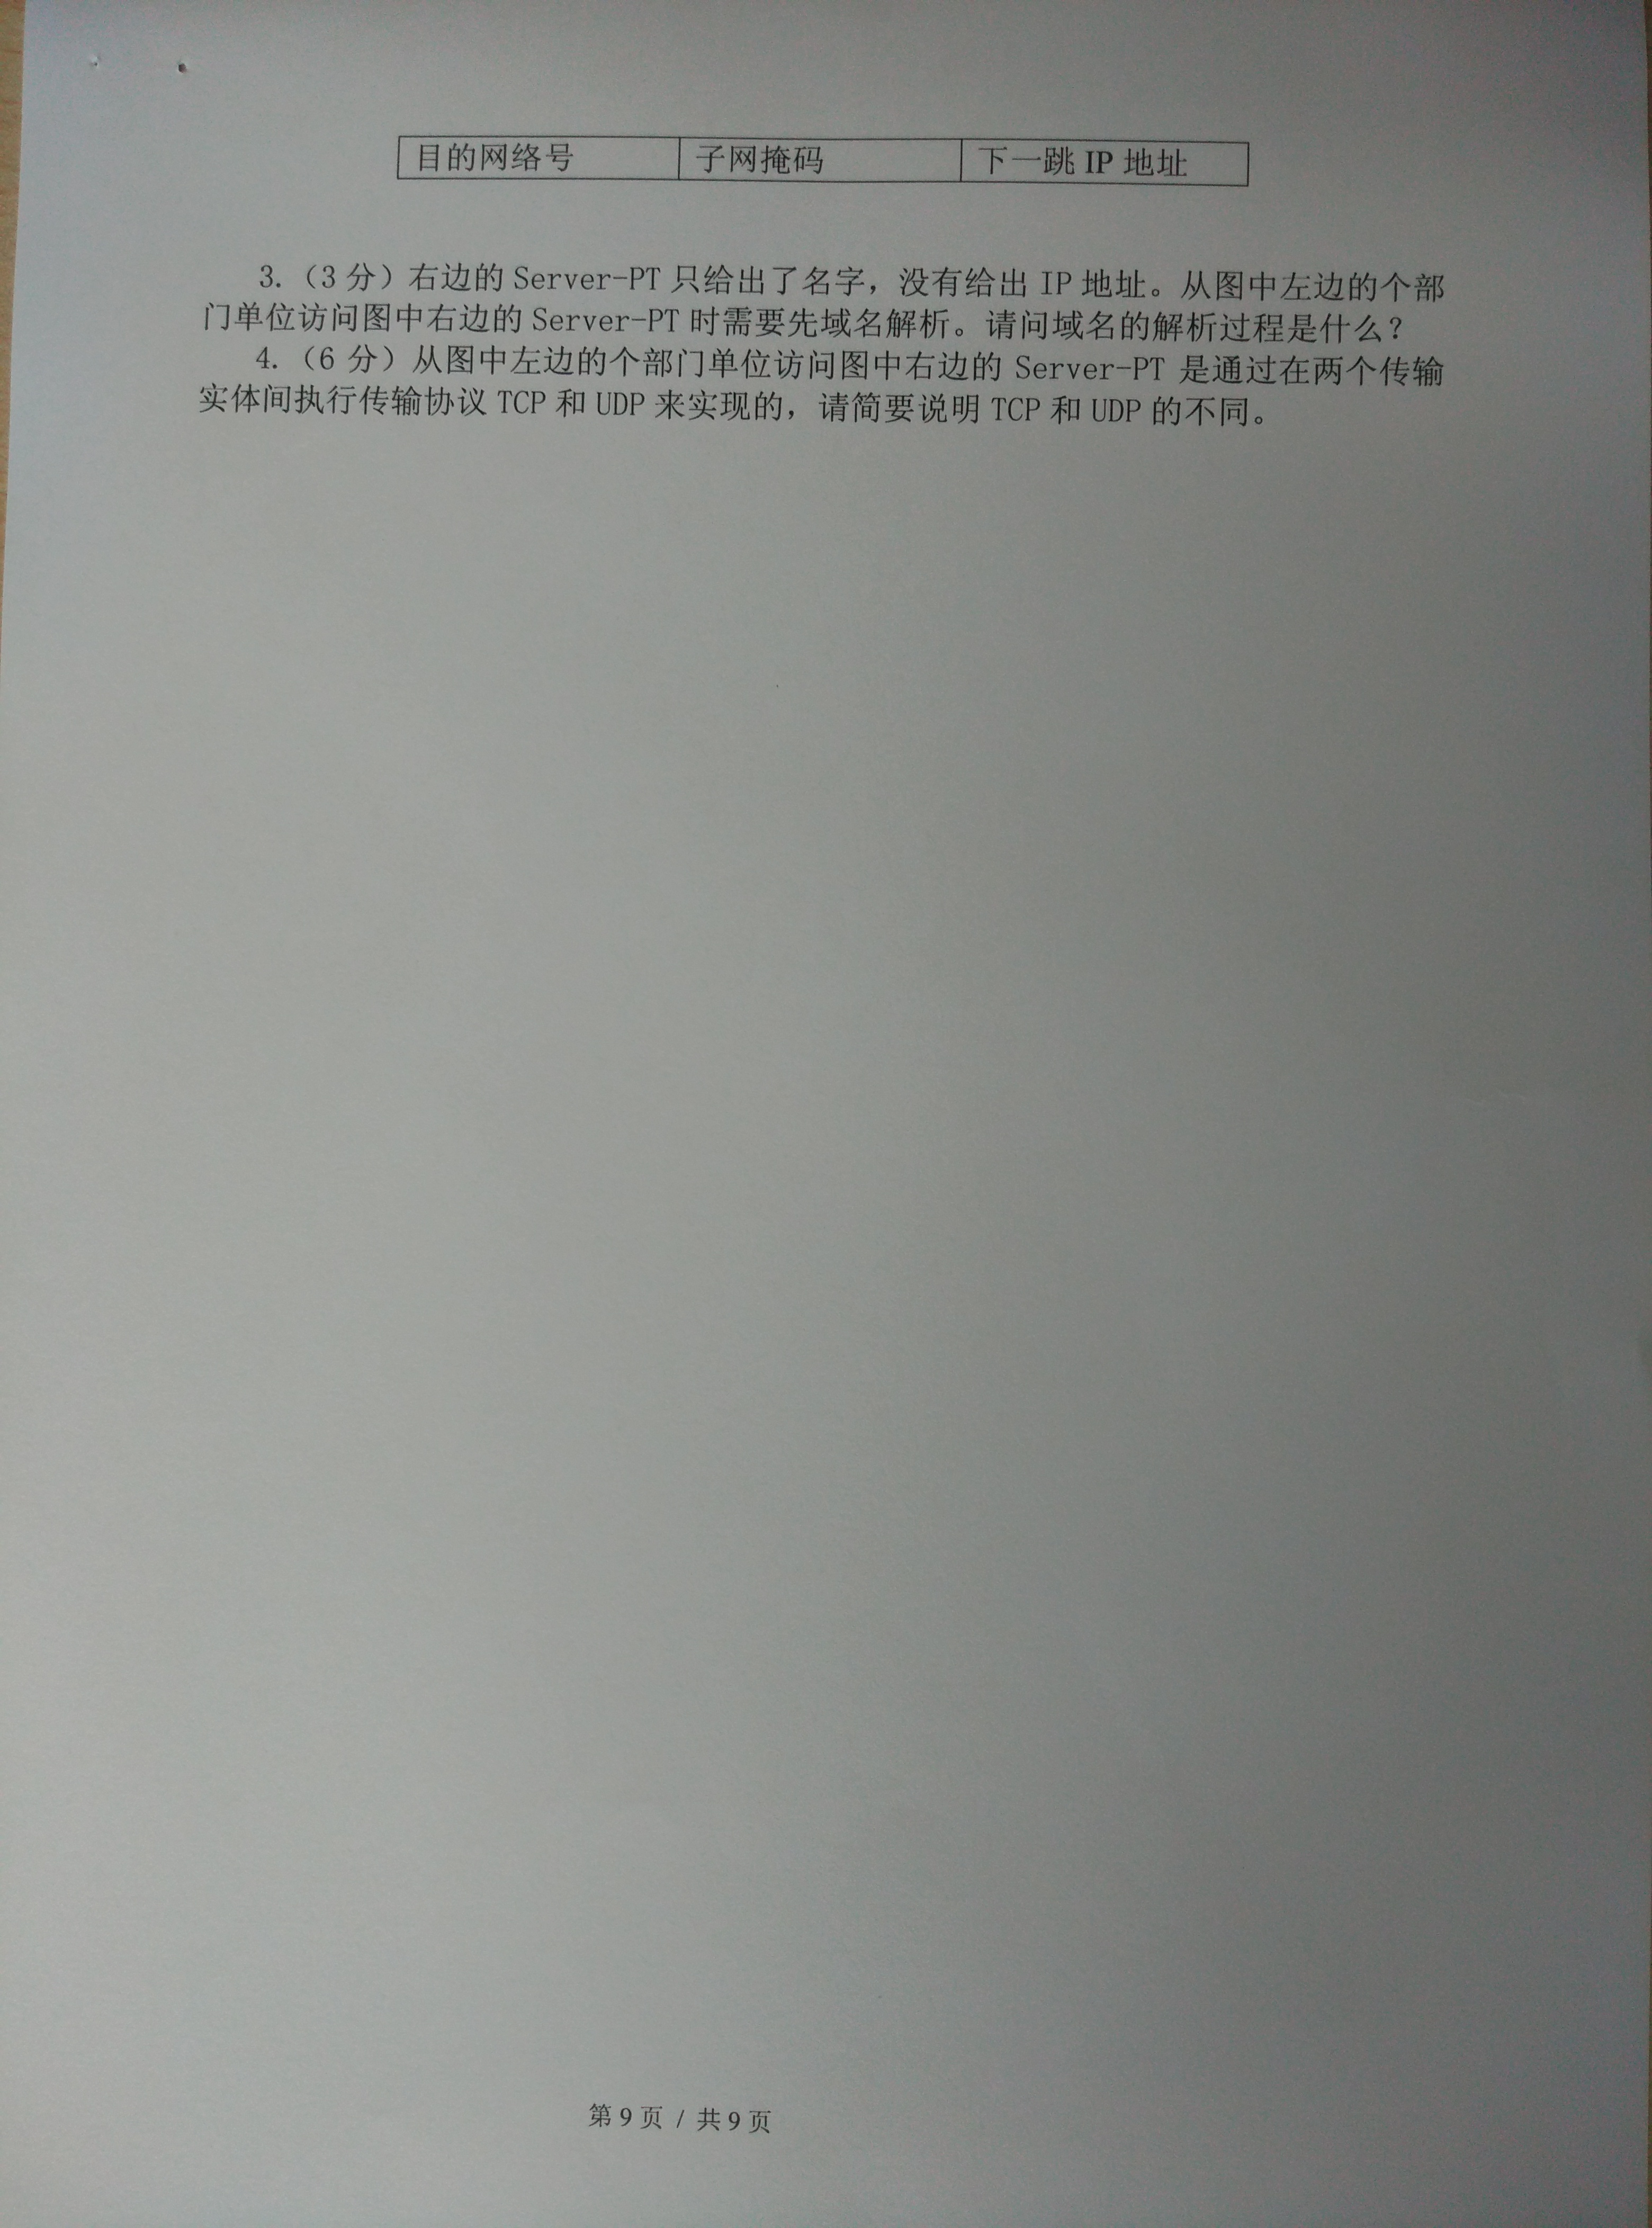 目的网络号 子网掩码 下一跳 IP 地址
3.（3 分）右边的 Server-PT 只给出了名字，没有给出 IP 地址。从图中左边的个部
门单位访问图中右边的 Server-PT 时需要先域名解析。请问域名的解析过程是什么？
4.（6 分）从图中左边的个部门单位访问图中右边的 Server-PT 是通过在两个传输
实体间执行传输协议 TCP 和 UDP 来实现的，请简要说明 TCP 和 UDP 的不同。
第 9 页 / 共 9 页